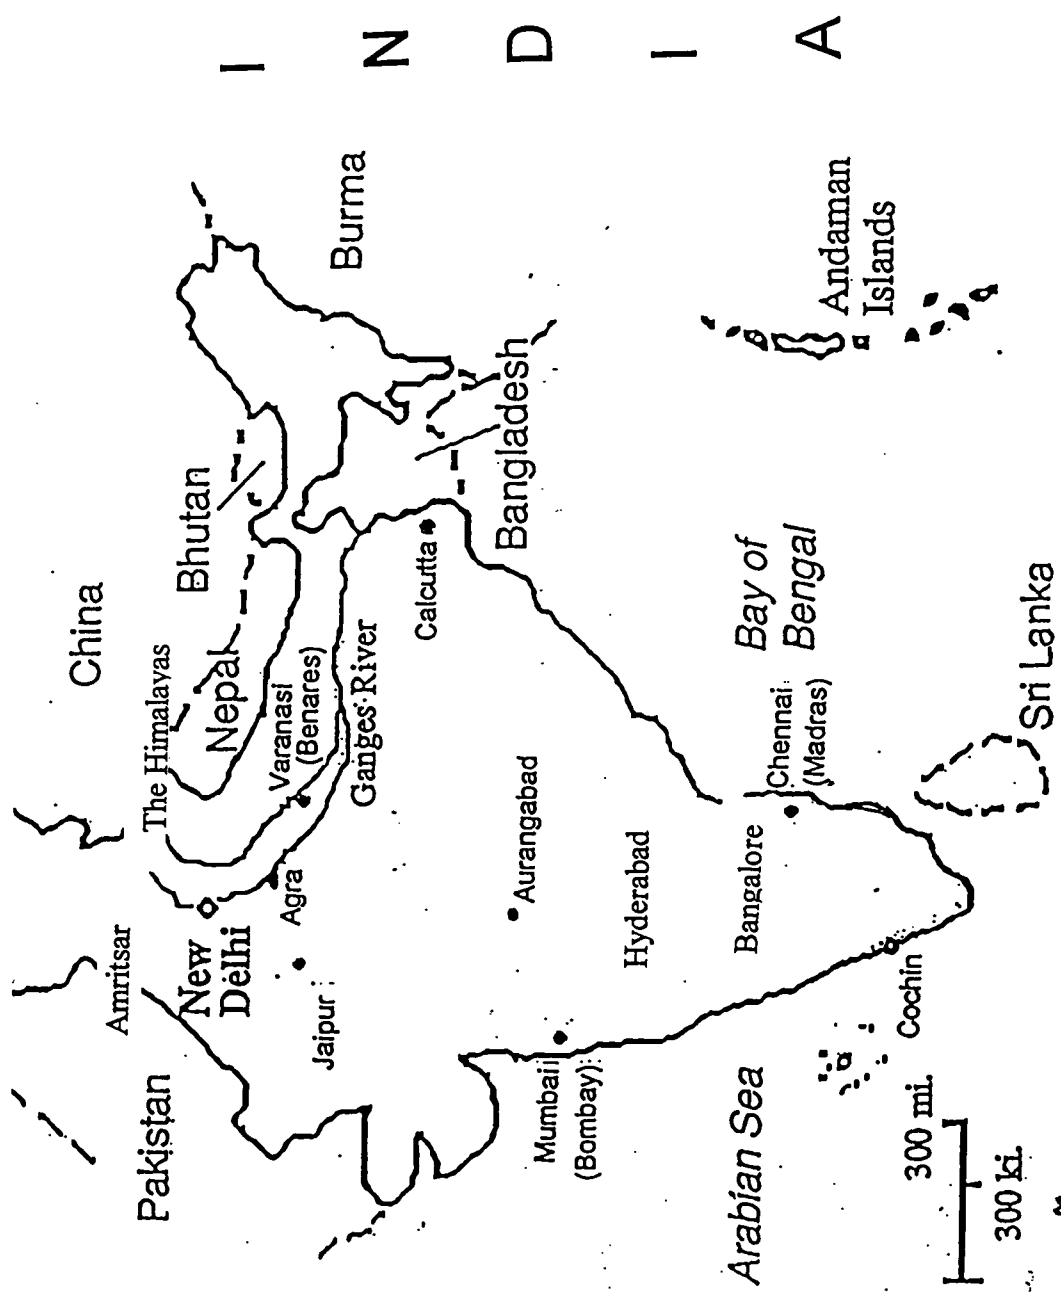 INDIA
China
Burma
Bhutan
The Himalayas
Nepal
Pakistan
Amritsar
New
Delhi
Varanasi
(Benares)
Ganges River
Agra
Jaipur
Calcutta
Bangladesh
Aurangabad
Mumbai
(Bombay)
Hyderabad
Bangalore
Chennai
(Madras)
Bay of
Bengal
Andaman
Islands
Arabian Sea
Cochin
Sri Lanka
300 mi.
300 ki.